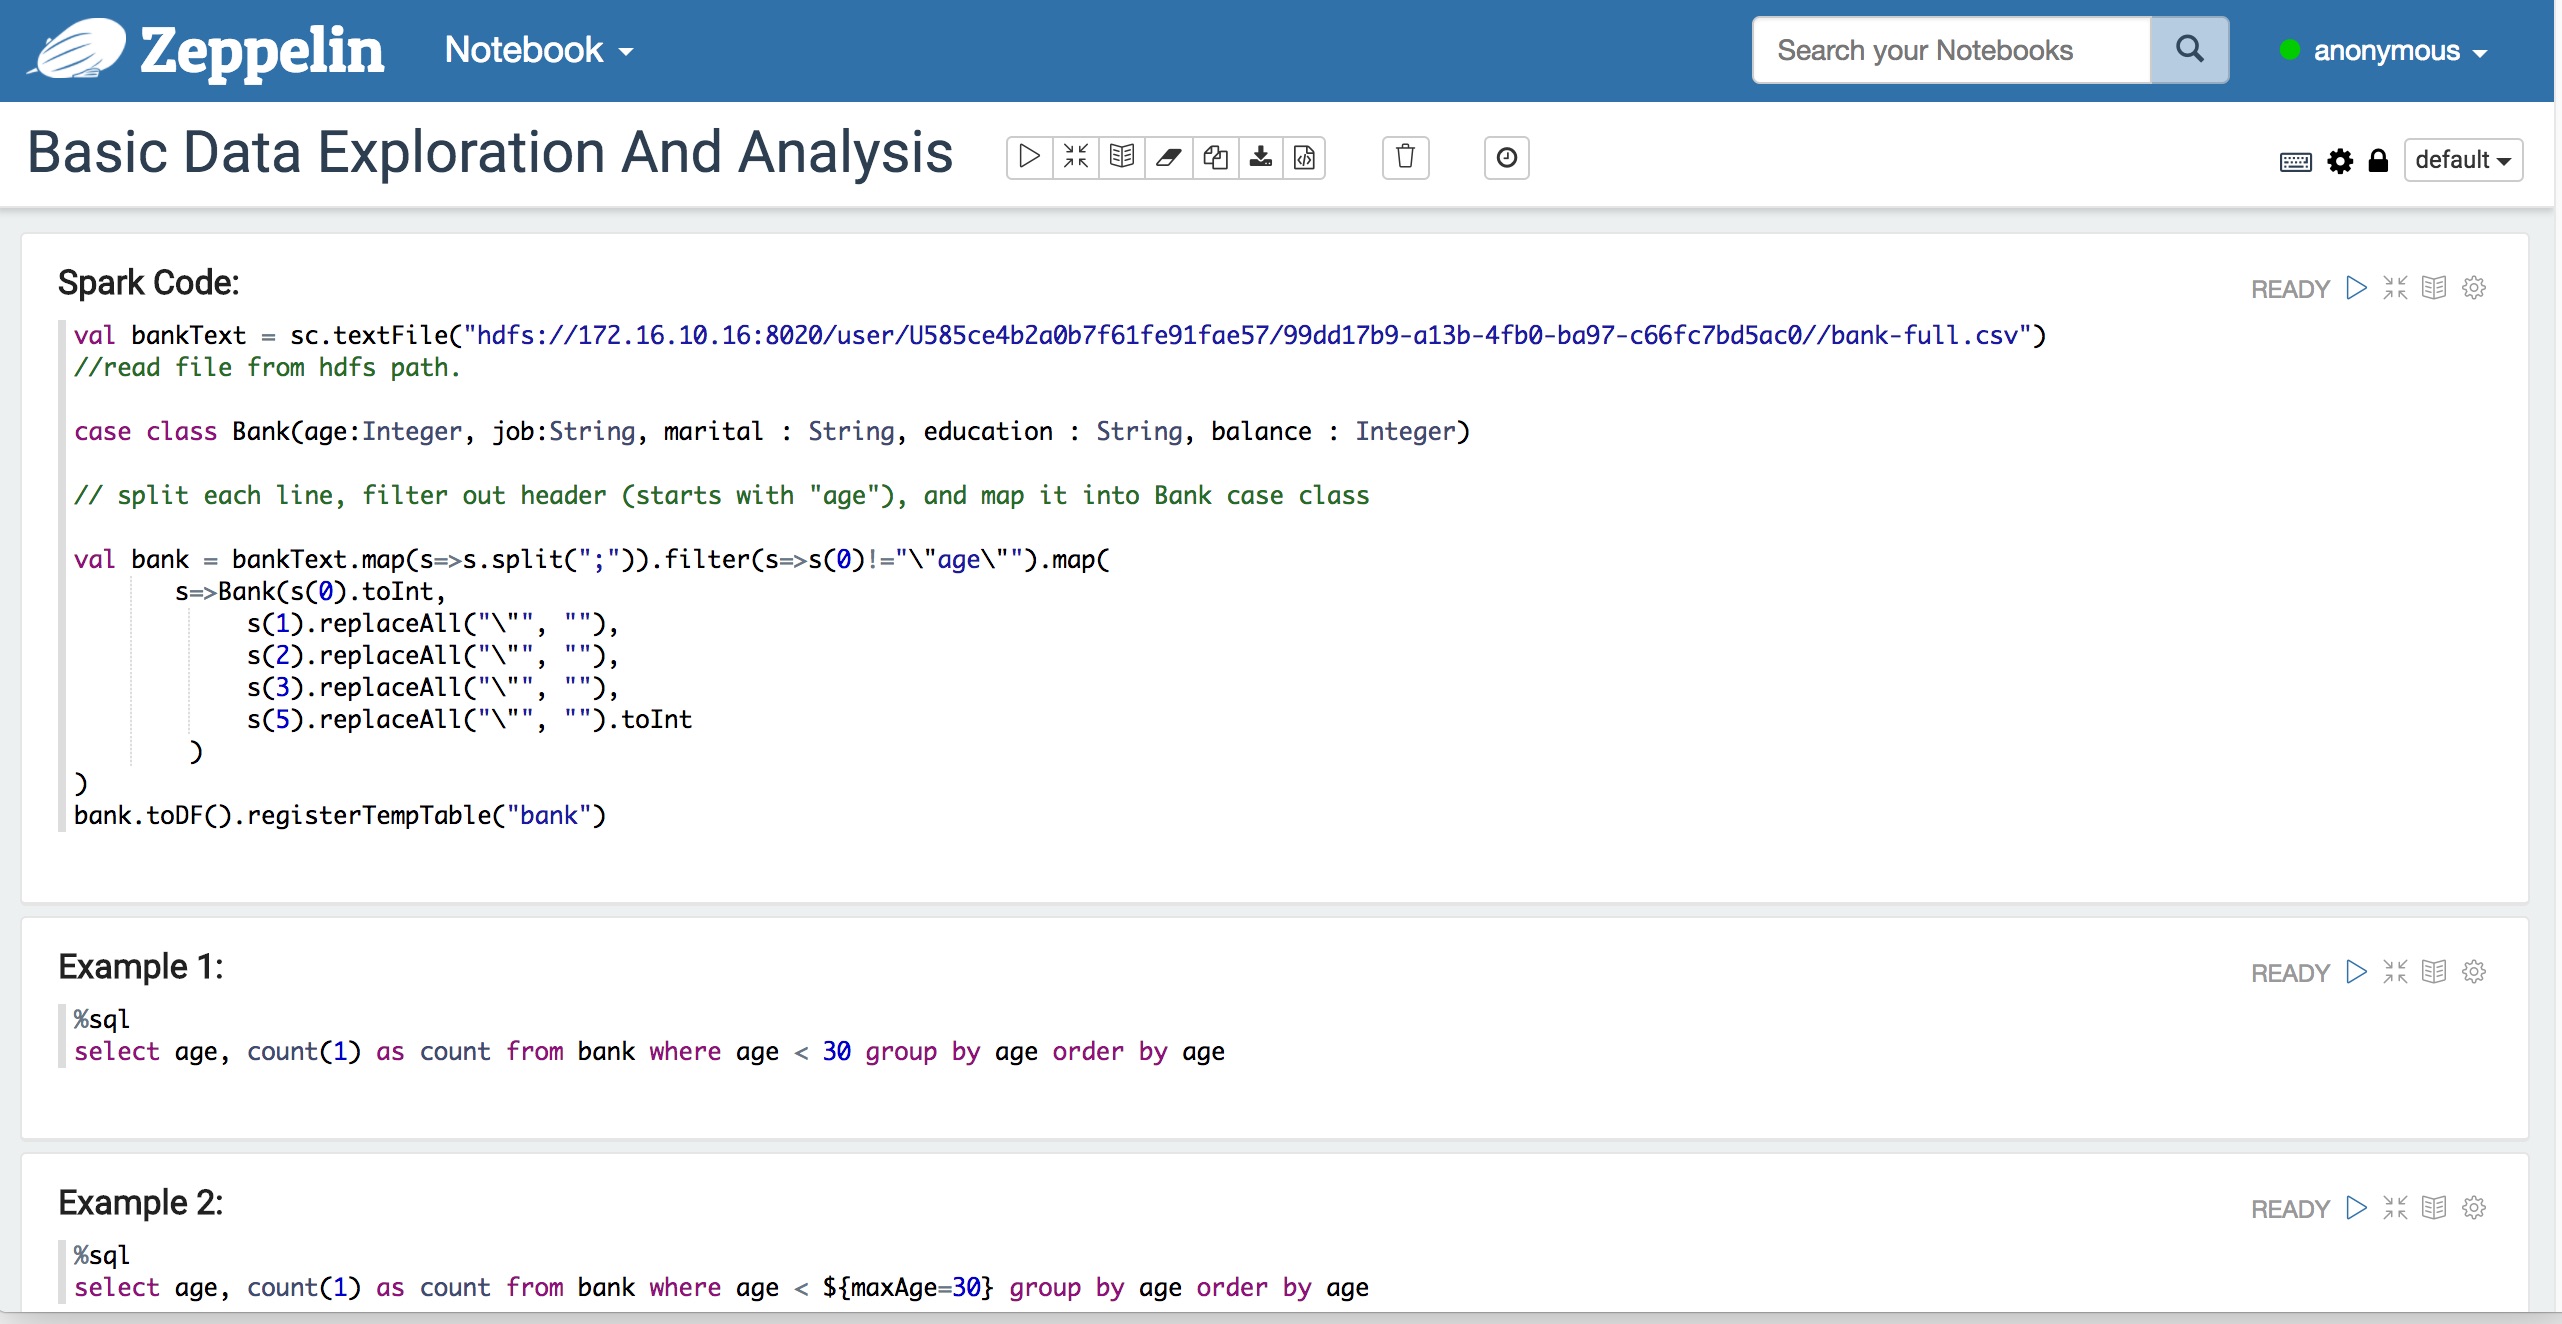 Zeppelin Notebook Search your Notebooks anonymous
Basic Data Exploration And Analysis default
Spark Code: READY
val bankText = sc.textFile("hdfs://172.16.10.16:8020/user/U585ce4b2a0b7f61fe91fae57/99dd17b9-a13b-4fb0-ba97-c66fc7bd5ac0//bank-full.csv")
//read file from hdfs path.
case class Bank(age:Integer, job:String, marital : String, education : String, balance : Integer)
// split each line, filter out header (starts with "age"), and map it into Bank case class
val bank = bankText.map(s=>s.split(";")).filter(s=>s(0)!="\"age\"").map(
s=>Bank(s(0).toInt,
s(1).replaceAll("\"", ""),
s(2).replaceAll("\"", ""),
s(3).replaceAll("\"", ""),
s(5).replaceAll("\"", "").toInt
)
)
bank.toDF().registerTempTable("bank")
Example 1: READY
%sql
select age, count(1) as count from bank where age < 30 group by age order by age
Example 2: READY
%sql
select age, count(1) as count from bank where age < ${maxAge=30} group by age order by age